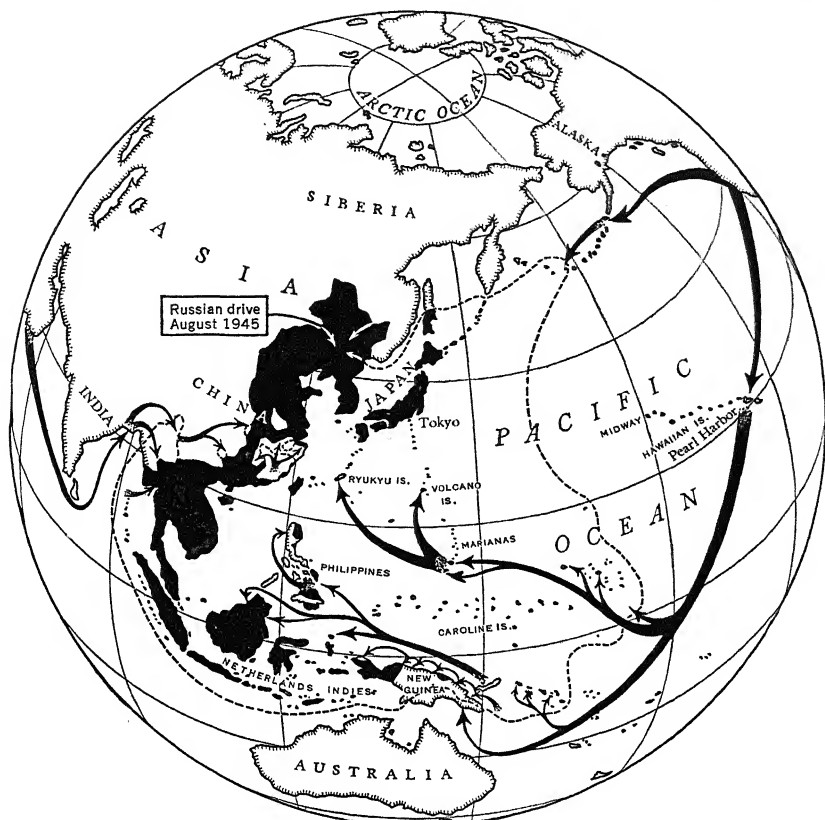 ARCTIC OCEAN
ALASKA
SIBERIA
ASIA
Russian drive
August 1945
CHINA
INDIA
JAPAN
Tokyo
PACIFIC
OCEAN
MIDWAY
HAWAIIAN IS.
Pearl Harbor
RYUKYU IS.
VOLCANO
IS.
MARIANAS
PHILIPPINES
CAROLINE IS.
NETHERLANDS INDIES
NEW
GUINEA
AUSTRALIA